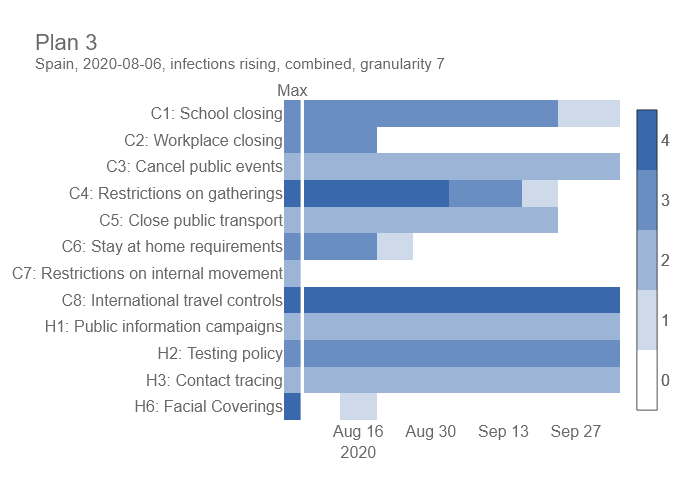 Plan 3
Spain, 2020-08-06, infections rising, combined, granularity 7
Max
C1: School closing
C2: Workplace closing
C3: Cancel public events
C4: Restrictions on gatherings
C5: Close public transport
C6: Stay at home requirements
C7: Restrictions on internal movement
C8: International travel controls
H1: Public information campaigns
H2: Testing policy
H3: Contact tracing
H6: Facial Coverings
Aug 16 Aug 30 Sep 13 Sep 27
2020
4
3
2
1
0